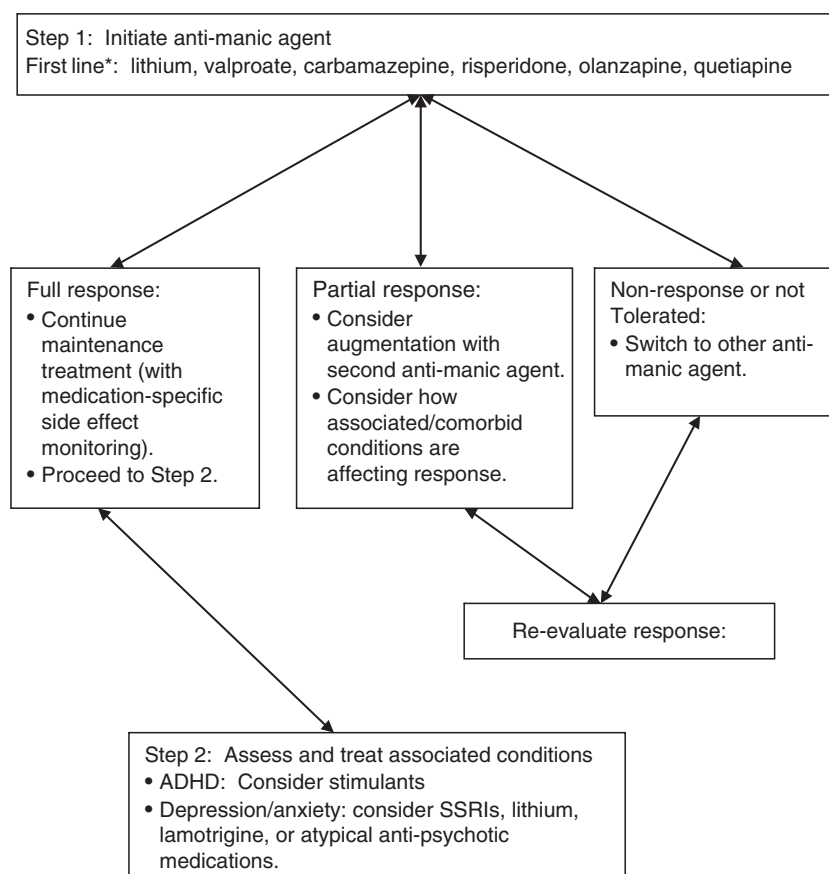 Step 1: Initiate anti-manic agent
First line*: lithium, valproate, carbamazepine, risperidone, olanzapine, quetiapine
Full response:
• Continue
maintenance
treatment (with
medication-specific
side effect
monitoring).
• Proceed to Step 2.
Partial response:
• Consider
augmentation with
second anti-manic agent.
• Consider how
associated/comorbid
conditions are
affecting response.
Non-response or not
Tolerated:
• Switch to other anti-
manic agent.
Re-evaluate response:
Step 2: Assess and treat associated conditions
• ADHD: Consider stimulants
• Depression/anxiety: consider SSRIs, lithium,
lamotrigine, or atypical anti-psychotic
medications.